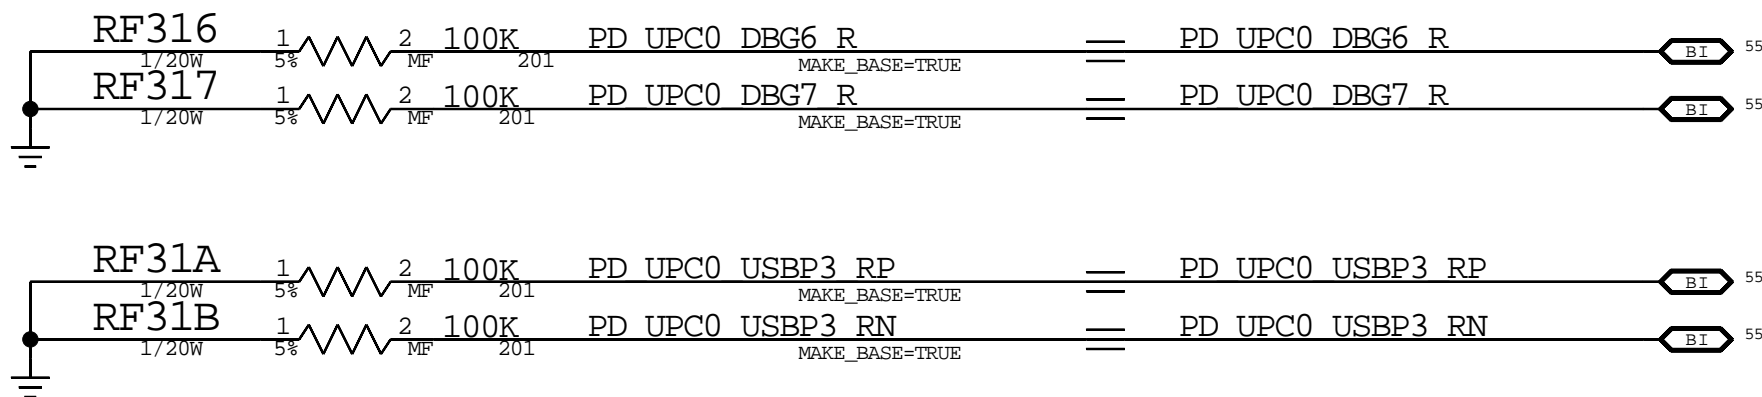 RF316 1 2 100K PD_UPC0_DBG6_R PD_UPC0_DBG6_R BI 55
1/20W 5% MF 201 MAKE_BASE=TRUE
RF317 1 2 100K PD_UPC0_DBG7_R PD_UPC0_DBG7_R BI 55
1/20W 5% MF 201 MAKE_BASE=TRUE
RF31A 1 2 100K PD_UPC0_USBP3_RP PD_UPC0_USBP3_RP BI 55
1/20W 5% MF 201 MAKE_BASE=TRUE
RF31B 1 2 100K PD_UPC0_USBP3_RN PD_UPC0_USBP3_RN BI 55
1/20W 5% MF 201 MAKE_BASE=TRUE